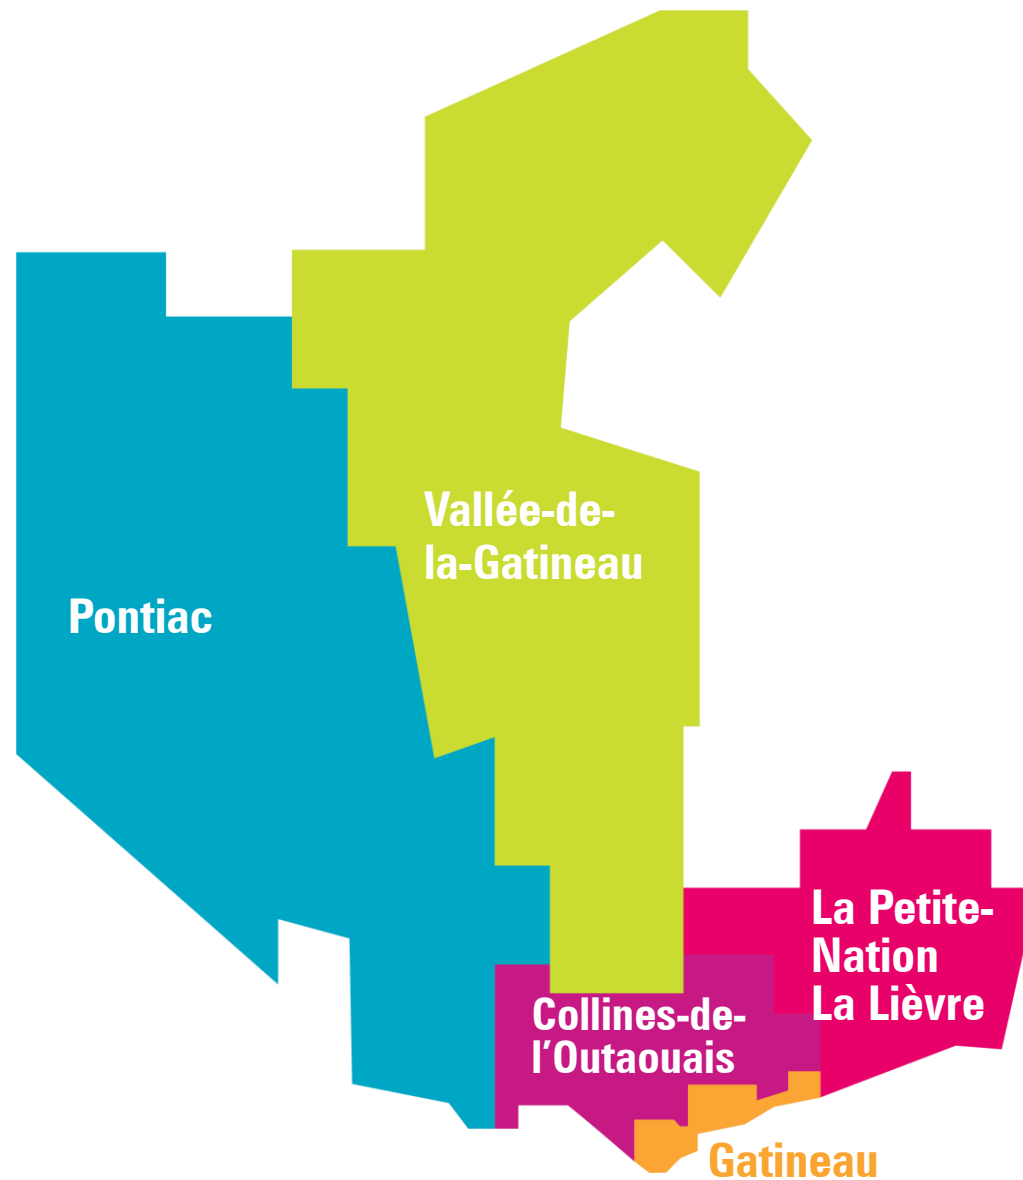 Vallée-de-
la-Gatineau
Pontiac
La Petite-
Nation
La Lièvre
Collines-de-
l’Outaouais
Gatineau